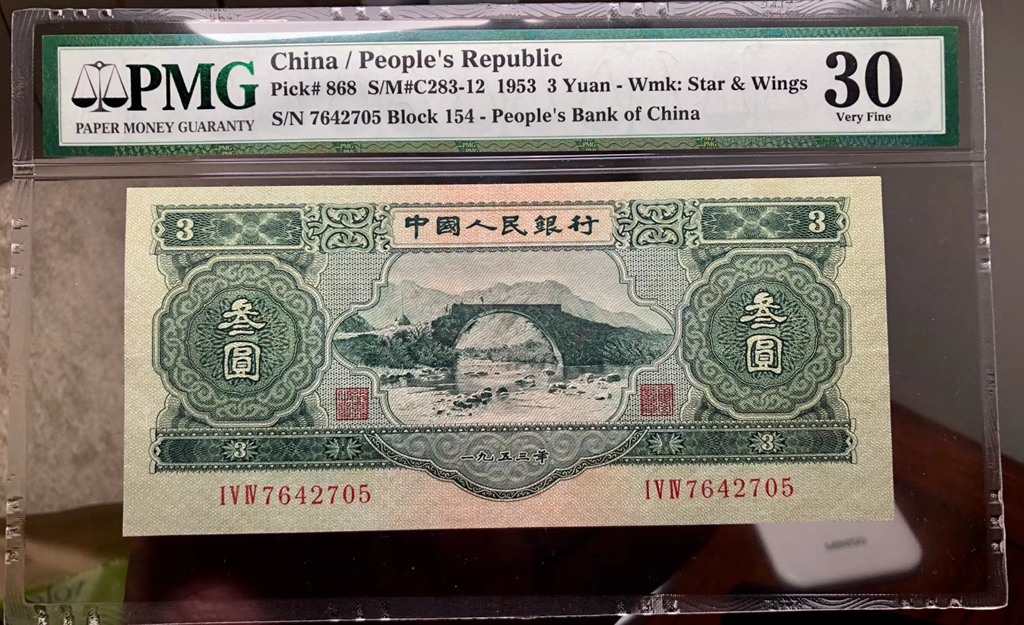 PMG
PAPER MONEY GUARANTY
China / People's Republic
Pick# 868 S/M#C283-12 1953 3 Yuan - Wmk: Star & Wings
S/N 7642705 Block 154 - People's Bank of China
30
Very Fine
3 中國人民銀行 3
叁圓 叁圓
3 3
一九五三年
IVⅣ7642705 IVⅣ7642705